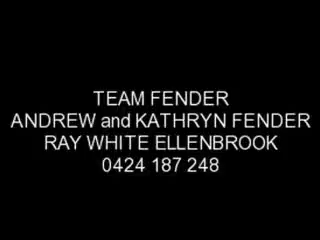 TEAM FENDER
ANDREW and KATHRYN FENDER
RAY WHITE ELLENBROOK
0424 187 248